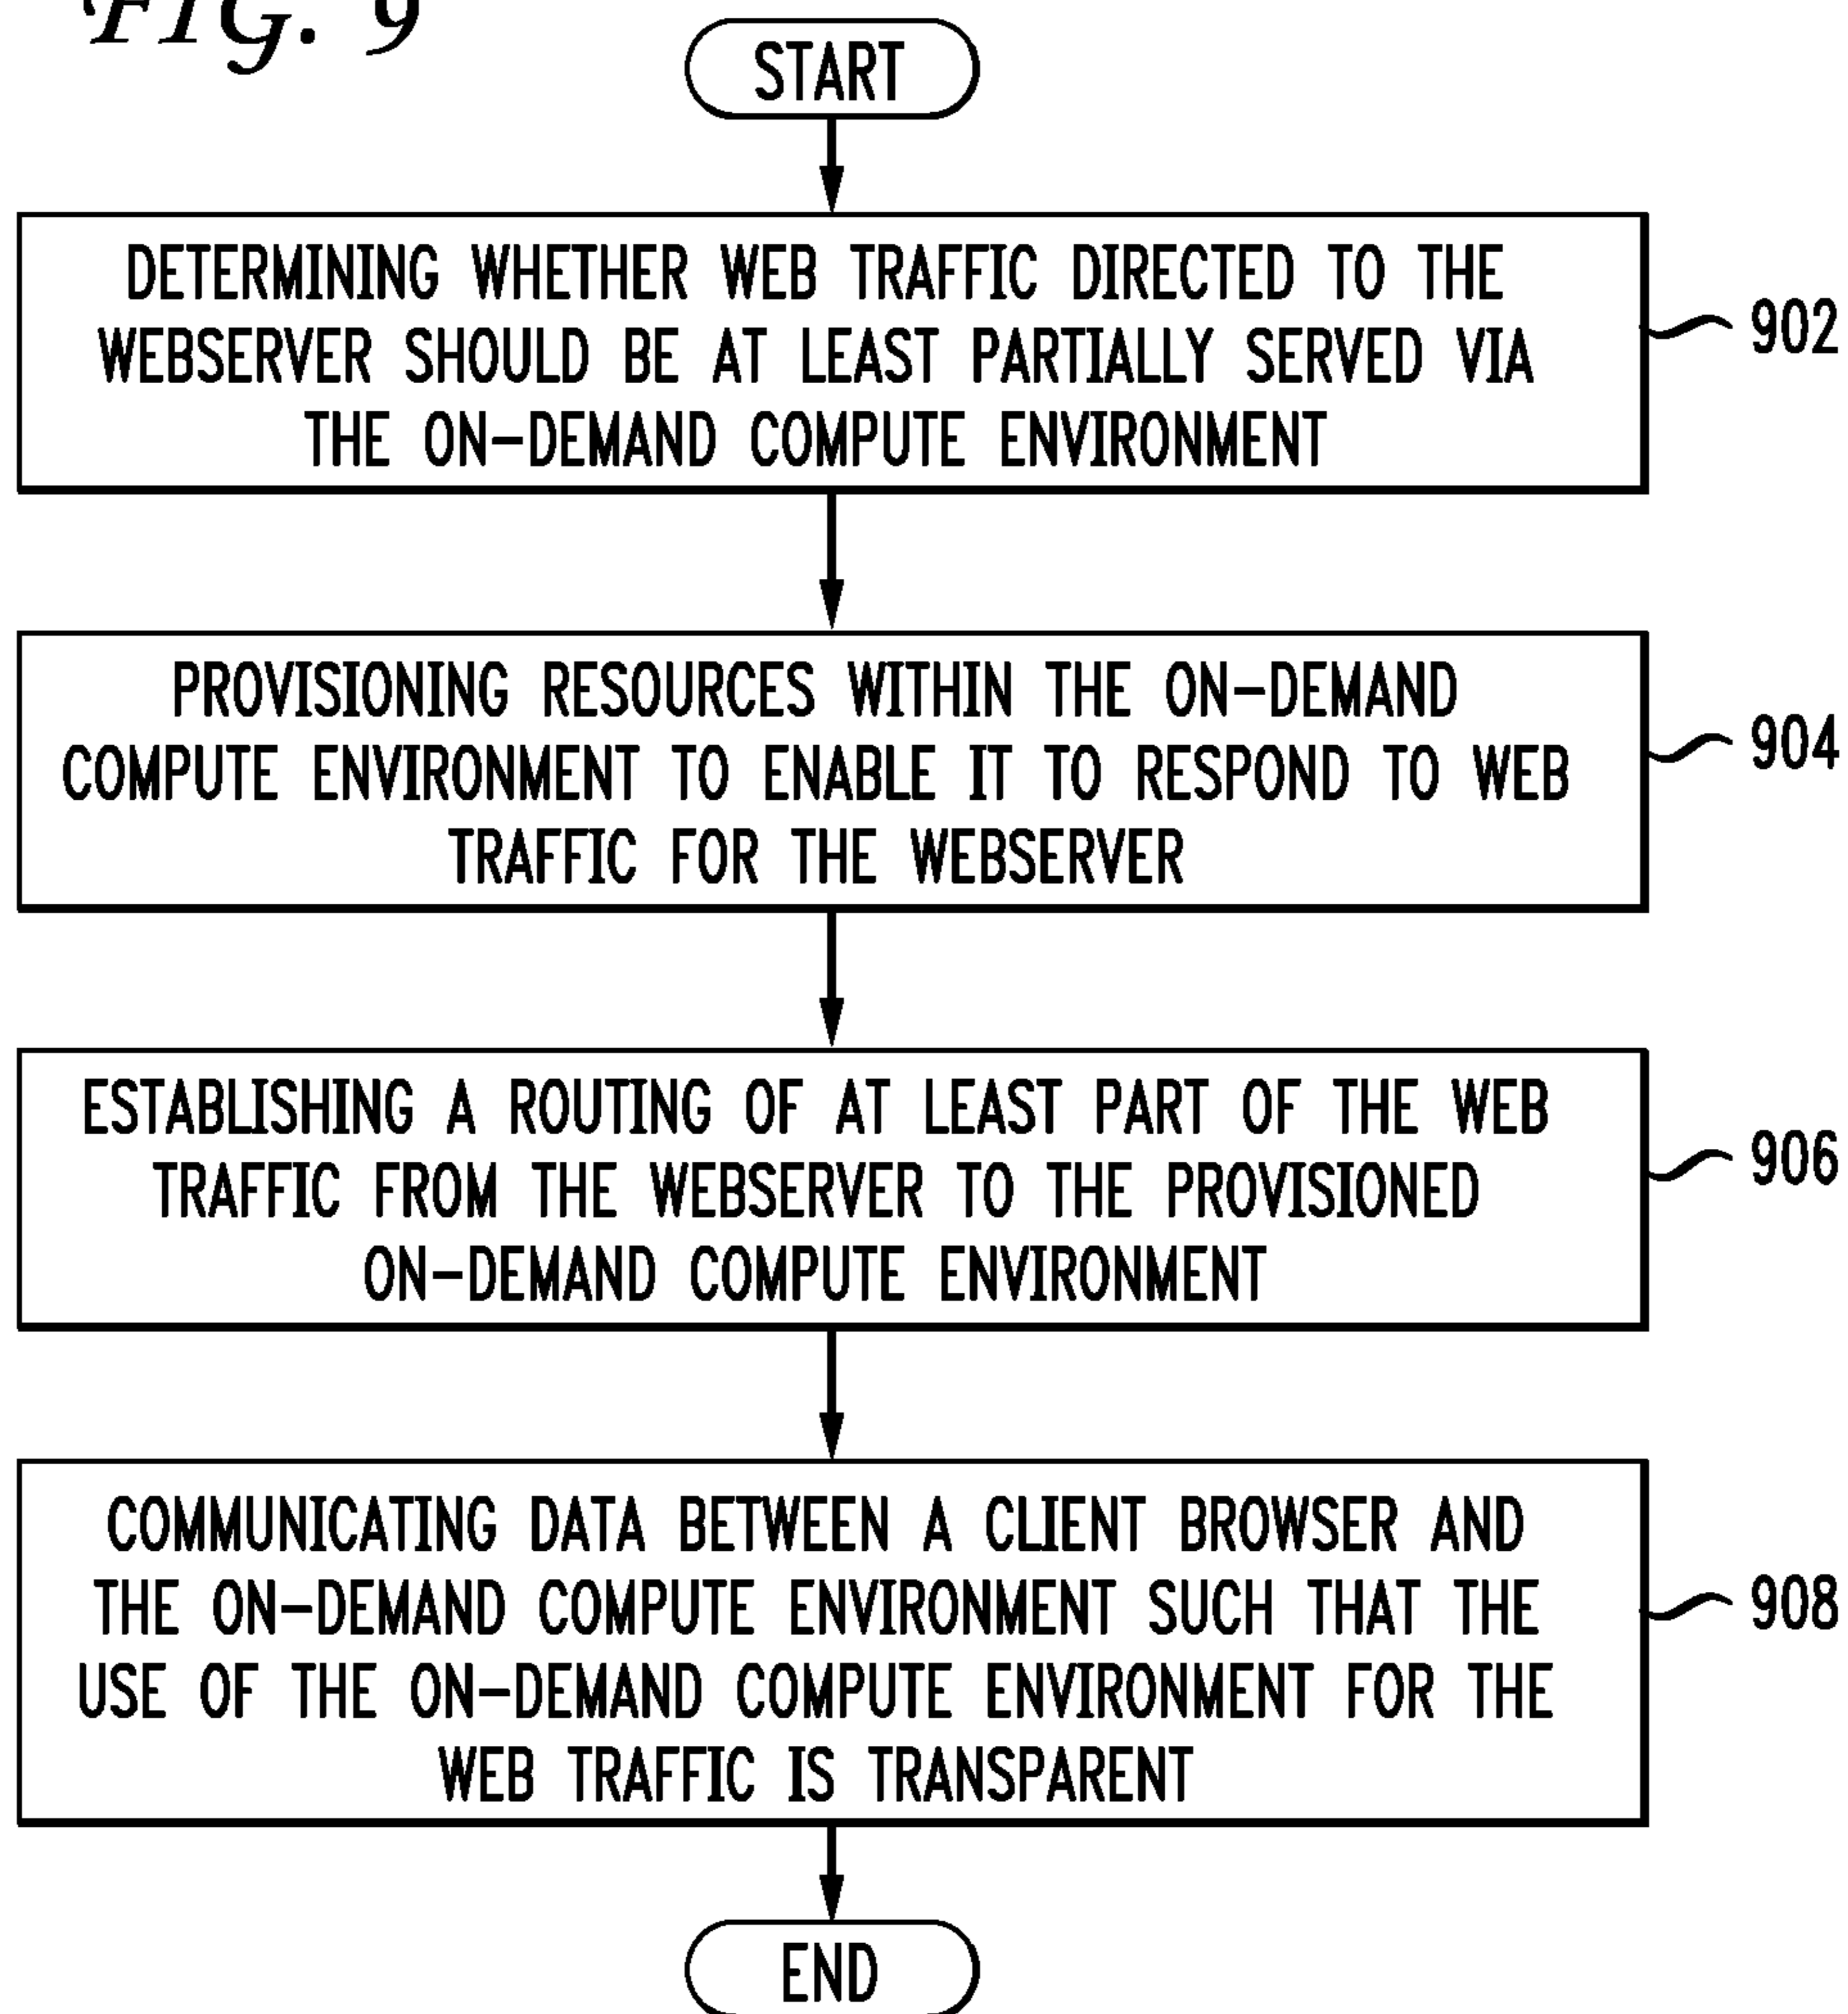 FIG. 9
START
DETERMINING WHETHER WEB TRAFFIC DIRECTED TO THE
WEBSERVER SHOULD BE AT LEAST PARTIALLY SERVED VIA
THE ON-DEMAND COMPUTE ENVIRONMENT
902
PROVISIONING RESOURCES WITHIN THE ON-DEMAND
COMPUTE ENVIRONMENT TO ENABLE IT TO RESPOND TO WEB
TRAFFIC FOR THE WEBSERVER
904
ESTABLISHING A ROUTING OF AT LEAST PART OF THE WEB
TRAFFIC FROM THE WEBSERVER TO THE PROVISIONED
ON-DEMAND COMPUTE ENVIRONMENT
906
COMMUNICATING DATA BETWEEN A CLIENT BROWSER AND
THE ON-DEMAND COMPUTE ENVIRONMENT SUCH THAT THE
USE OF THE ON-DEMAND COMPUTE ENVIRONMENT FOR THE
WEB TRAFFIC IS TRANSPARENT
908
END